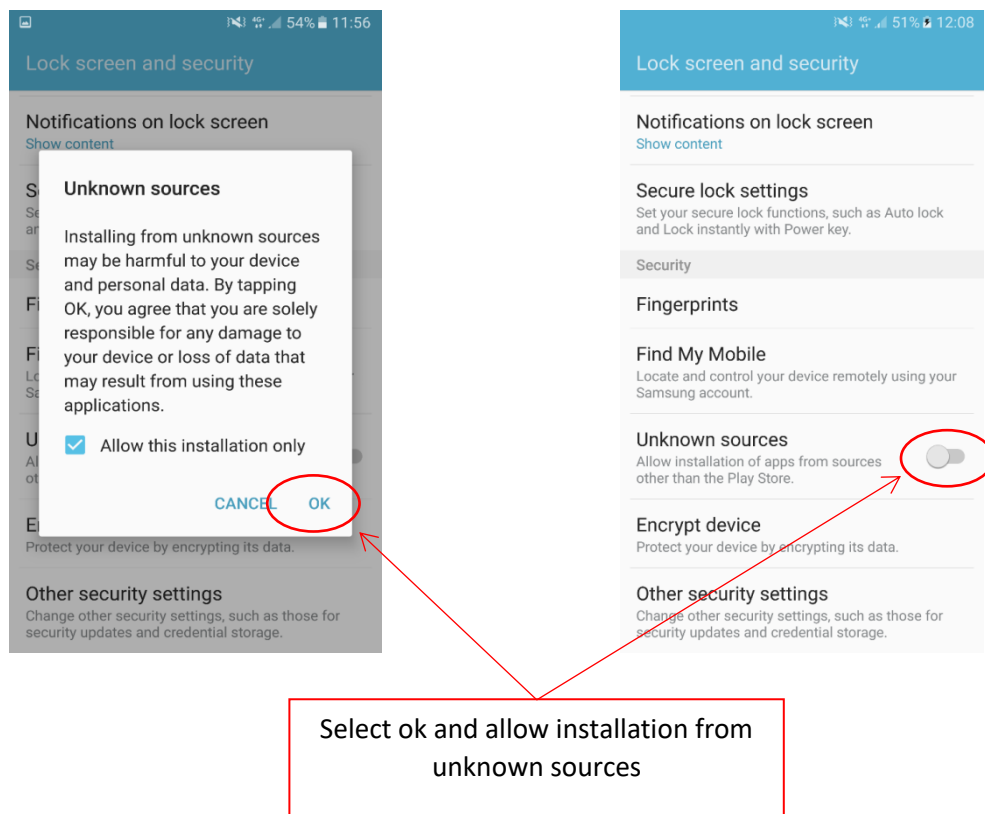 54% 11:56
Lock screen and security
Notifications on lock screen
Show content
Unknown sources
Installing from unknown sources
may be harmful to your device
and personal data. By tapping
OK, you agree that you are solely
responsible for any damage to
your device or loss of data that
may result from using these
applications.
Allow this installation only
CANCEL OK
Protect your device by encrypting its data.
Other security settings
Change other security settings, such as those for
security updates and credential storage.
4G+ 51% 12:08
Lock screen and security
Notifications on lock screen
Show content
Secure lock settings
Set your secure lock functions, such as Auto lock
and Lock instantly with Power key.
Security
Fingerprints
Find My Mobile
Locate and control your device remotely using your
Samsung account.
Unknown sources
Allow installation of apps from sources
other than the Play Store.
Encrypt device
Protect your device by encrypting its data.
Other security settings
Change other security settings, such as those for
security updates and credential storage.
Select ok and allow installation from
unknown sources